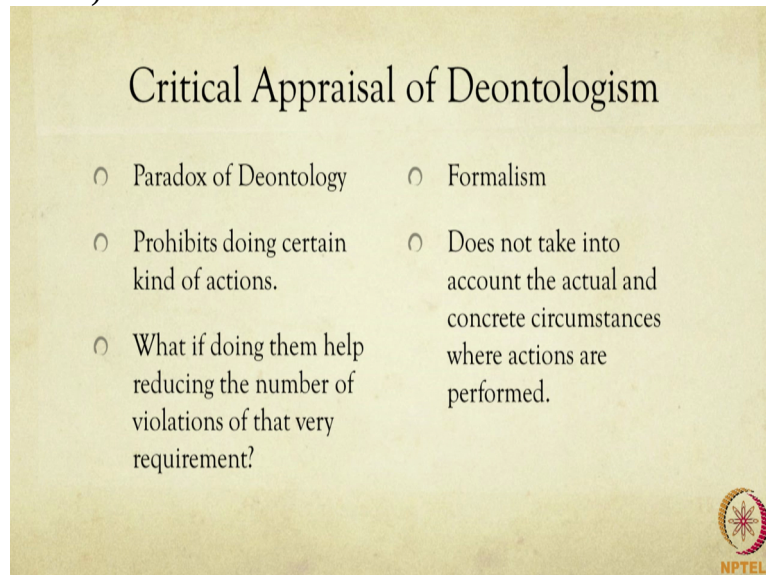 Critical Appraisal of Deontologism
Paradox of Deontology
Prohibits doing certain
kind of actions.
What if doing them help
reducing the number of
violations of that very
requirement?
Formalism
Does not take into
account the actual and
concrete circumstances
where actions are
performed.
NPTEL